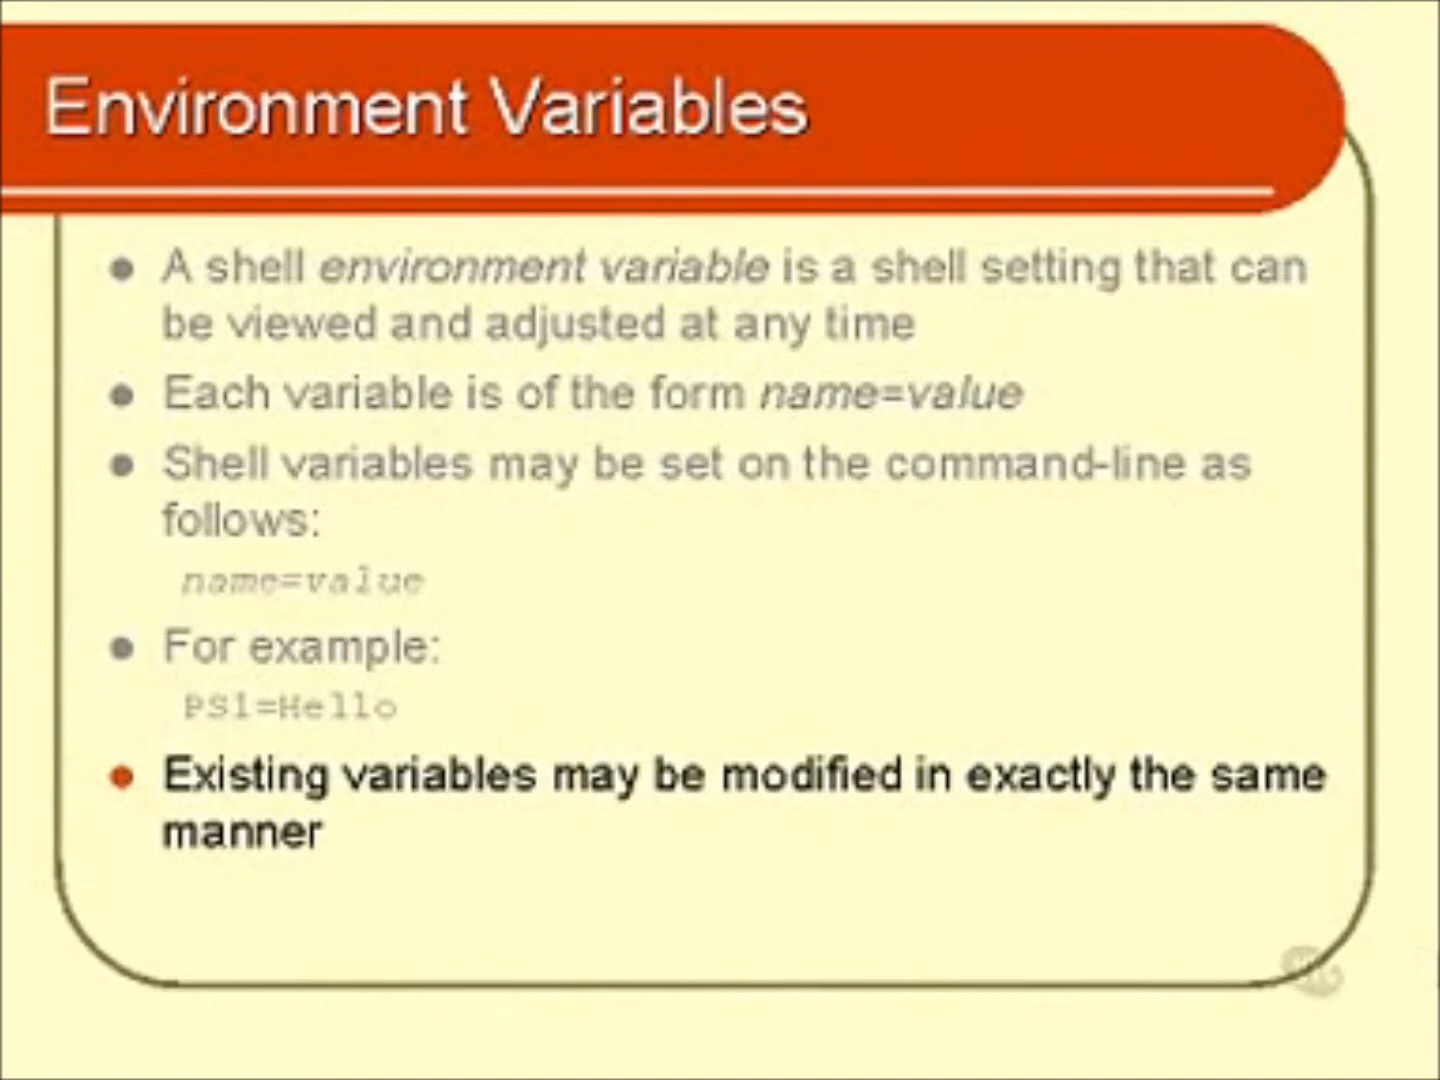 Environment Variables
A shell environment variable is a shell setting that can
be viewed and adjusted at any time
Each variable is of the form name=value
Shell variables may be set on the command-line as
follows:
name=value
For example:
PS1=Hello
Existing variables may be modified in exactly the same
manner